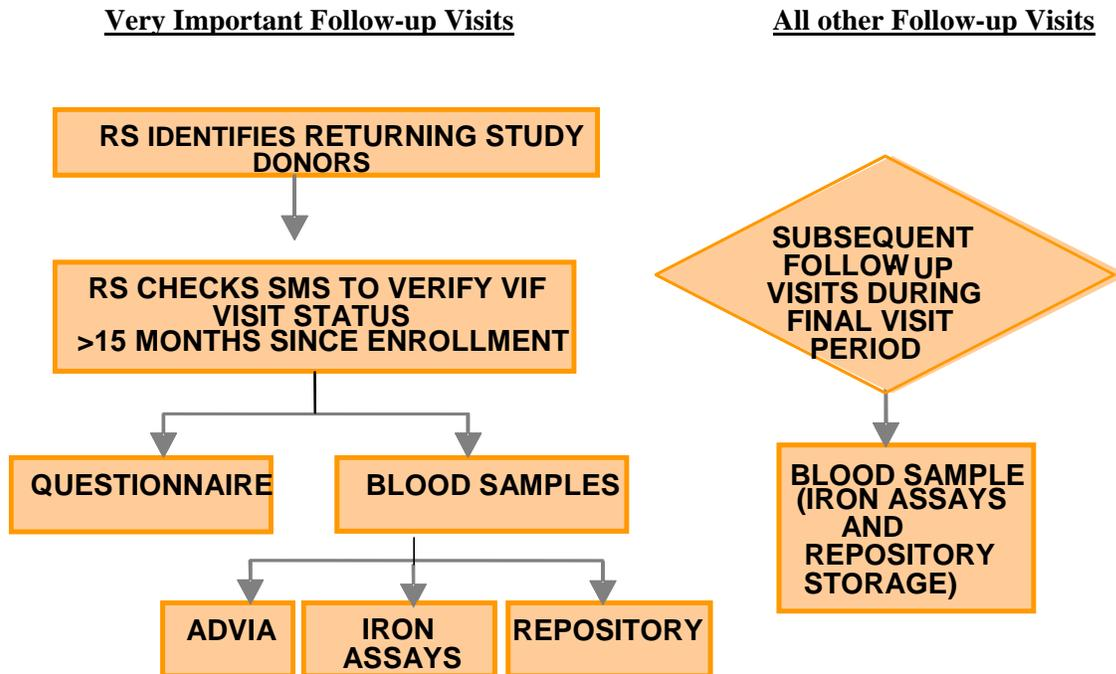 Very Important Follow-up Visits
All other Follow-up Visits
RS IDENTIFIES RETURNING STUDY
DONORS
RS CHECKS SMS TO VERIFY VIF
VISIT STATUS
>15 MONTHS SINCE ENROLLMENT
QUESTIONNAIRE
BLOOD SAMPLES
ADVIA
IRON
ASSAYS
REPOSITORY
SUBSEQUENT
FOLLOW-UP
VISITS DURING
FINAL VISIT
PERIOD
BLOOD SAMPLE
(IRON ASSAYS
AND
REPOSITORY
STORAGE)